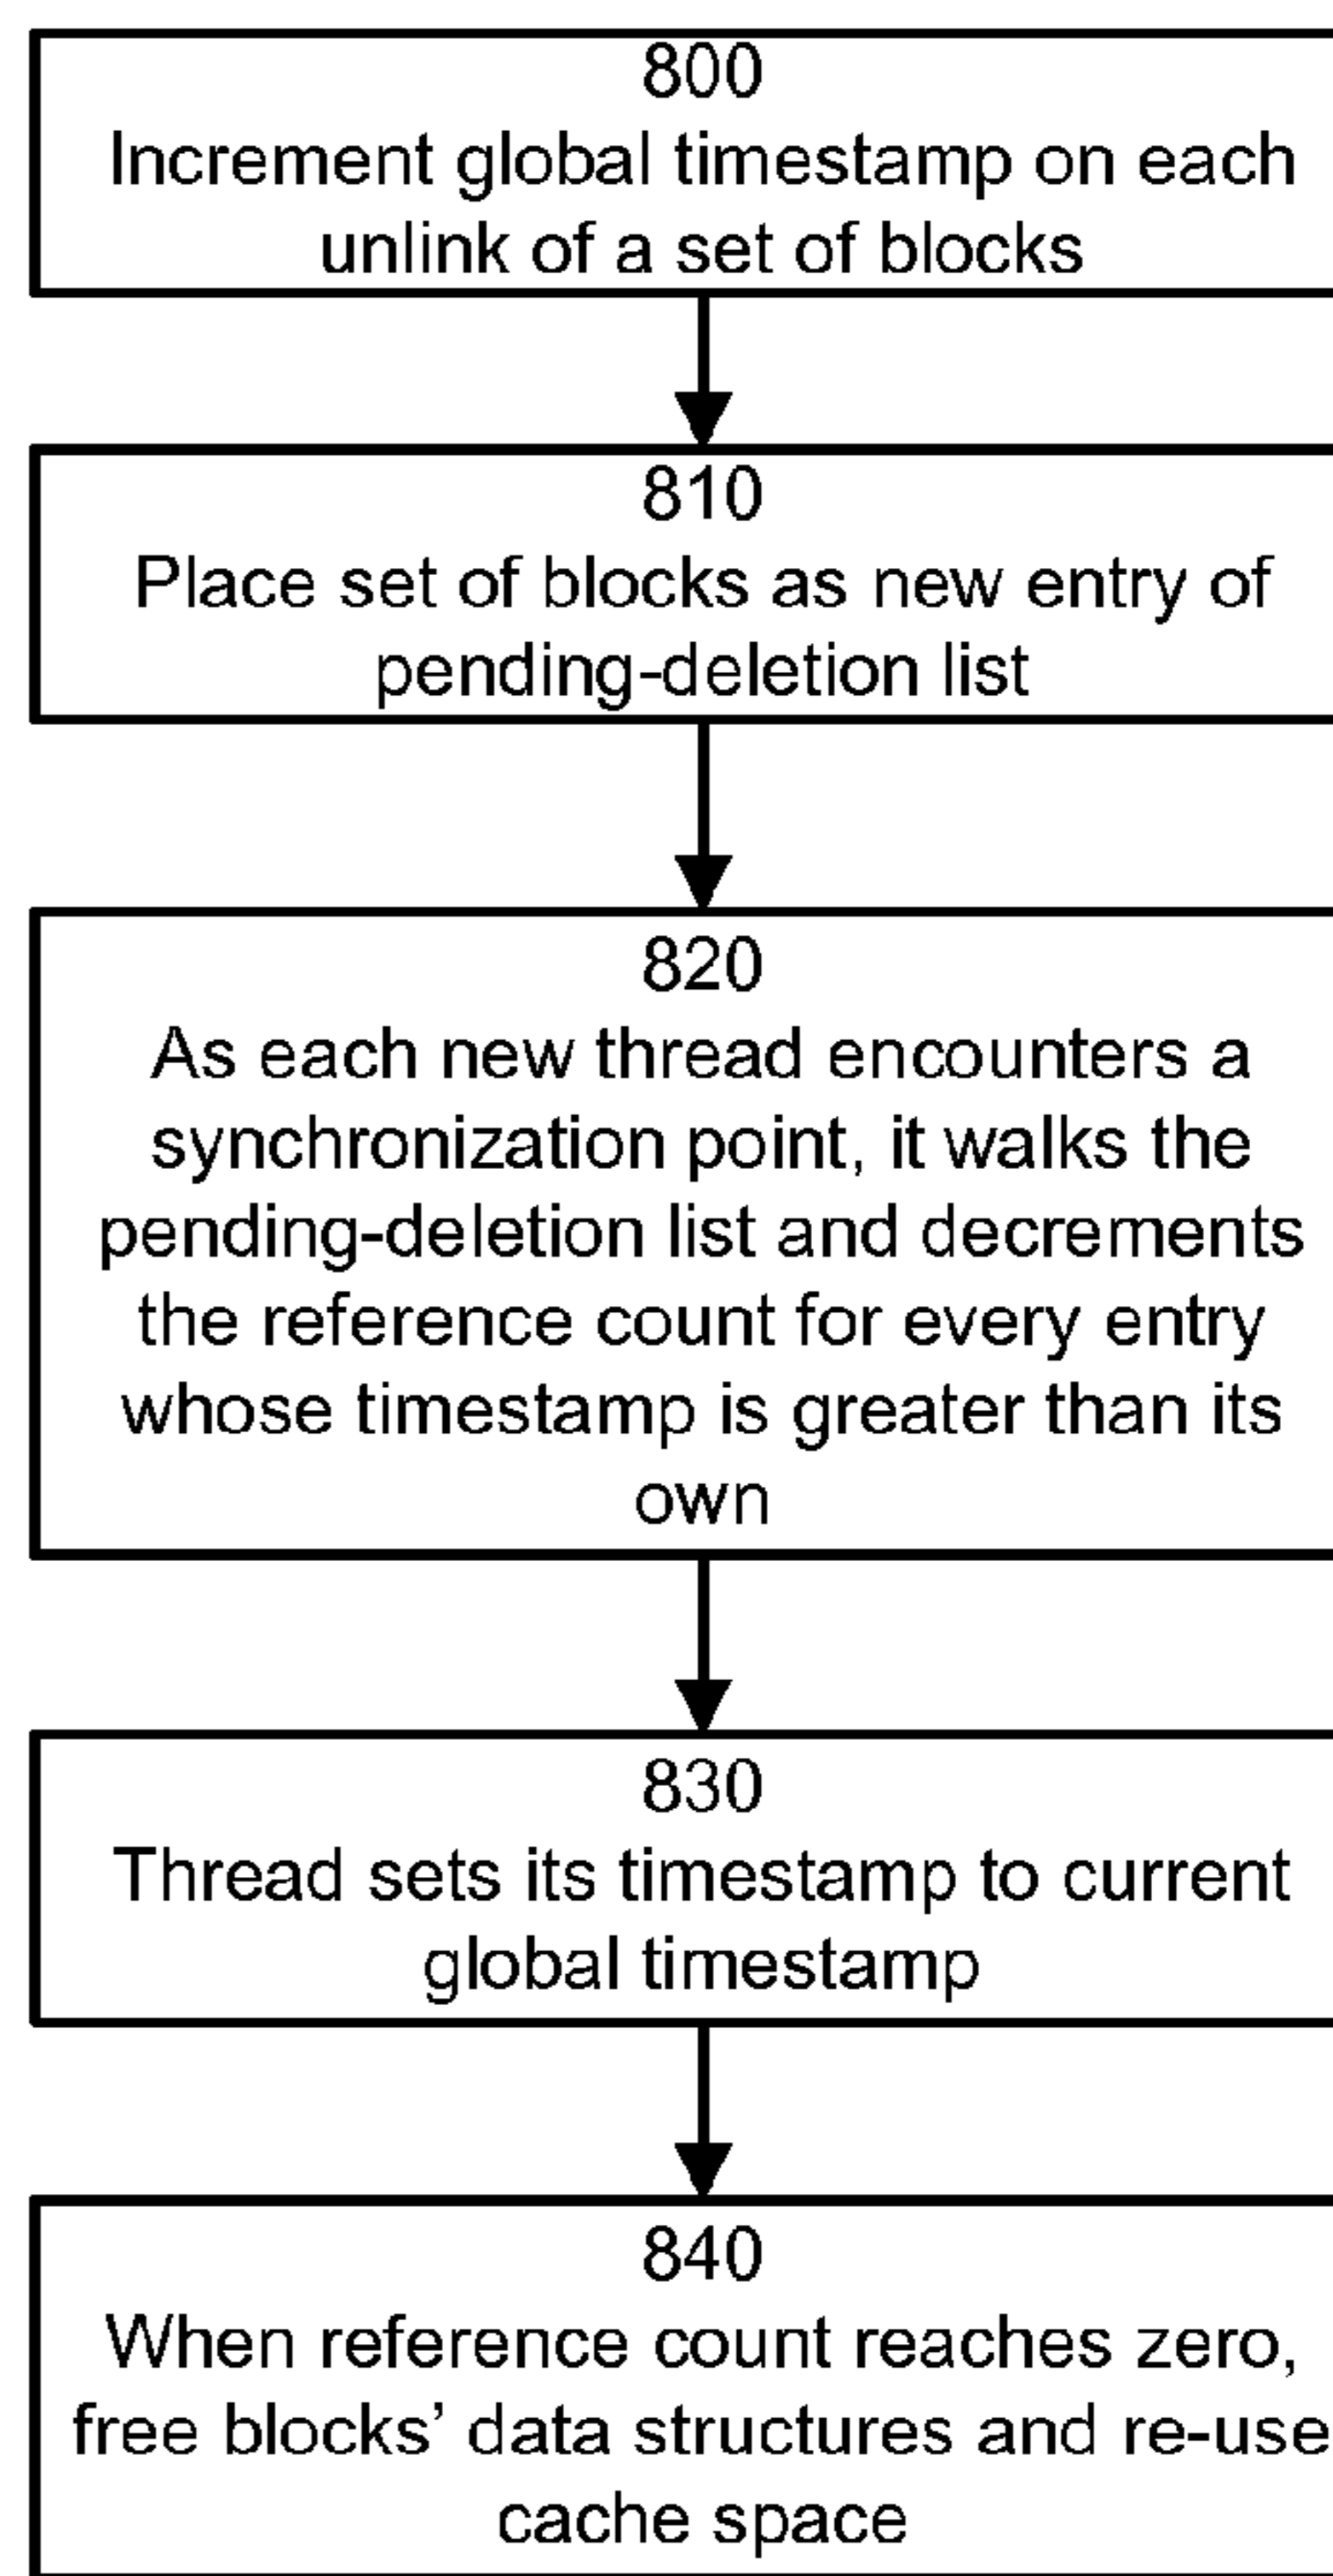 800
Increment global timestamp on each
unlink of a set of blocks
810
Place set of blocks as new entry of
pending-deletion list
820
As each new thread encounters a
synchronization point, it walks the
pending-deletion list and decrements
the reference count for every entry
whose timestamp is greater than its
own
830
Thread sets its timestamp to current
global timestamp
840
When reference count reaches zero,
free blocks’ data structures and re-use
cache space